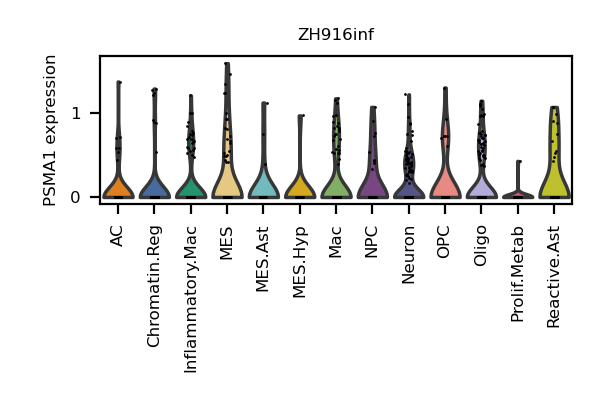 ZH916inf
PSMA1 expression
1
0
AC
Chromatin.Reg
Inflammatory.Mac
MES
MES.Ast
MES.Hyp
Mac
NPC
Neuron
OPC
Oligo
Prolif.Metab
Reactive.Ast